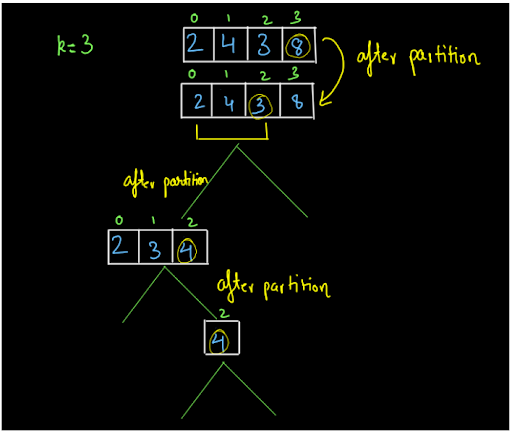 0 1 2 3
k=3
2 4 3 8
after partition
0 1 2 3
2 4 3 8
after partition
0 1 2
2 3 4
after partition
2
4